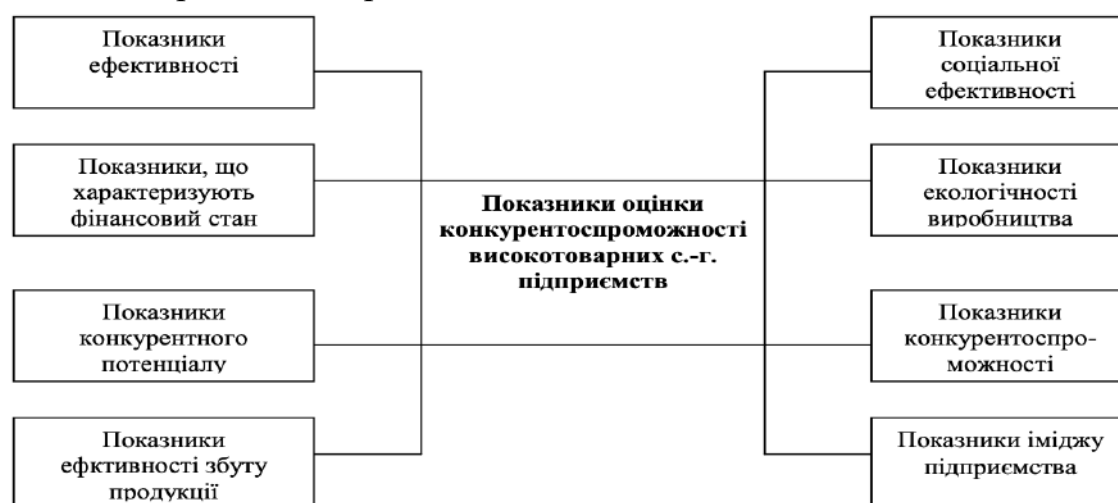 Показники
ефективності
Показники, що
характеризують
фінансовий стан
Показники
конкурентного
потенціалу
Показники
ефктивності збуту
продукції
Показники оцінки
конкурентоспроможності
високотоварних с.-г.
підприємств
Показники
соціальної
ефективності
Показники
екологічності
виробництва
Показники
конкурентоспро-
можності
Показники іміджу
підприємства